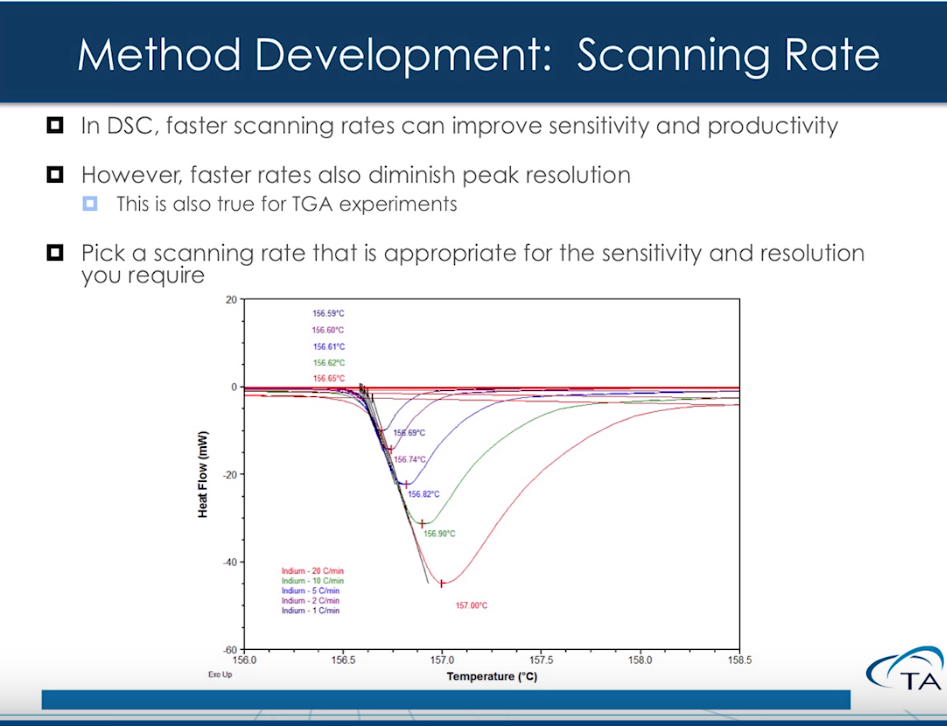 Method Development:  Scanning Rate
In DSC, faster scanning rates can improve sensitivity and productivity
However, faster rates also diminish peak resolution
This is also true for TGA experiments
Pick a scanning rate that is appropriate for the sensitivity and resolution
you require
20
156.59°C
156.60°C
156.61°C
156.62°C
156.65°C
0
156.69°C
156.74°C
-20
156.82°C
156.90°C
Heat Flow (mW)
-40
Indium - 20 C/min
Indium - 10 C/min
Indium - 5 C/min
Indium - 2 C/min
Indium - 1 C/min
157.00°C
-60
156.0 156.5 157.0 157.5 158.0 158.5
Exo Up
Temperature (°C)
TA